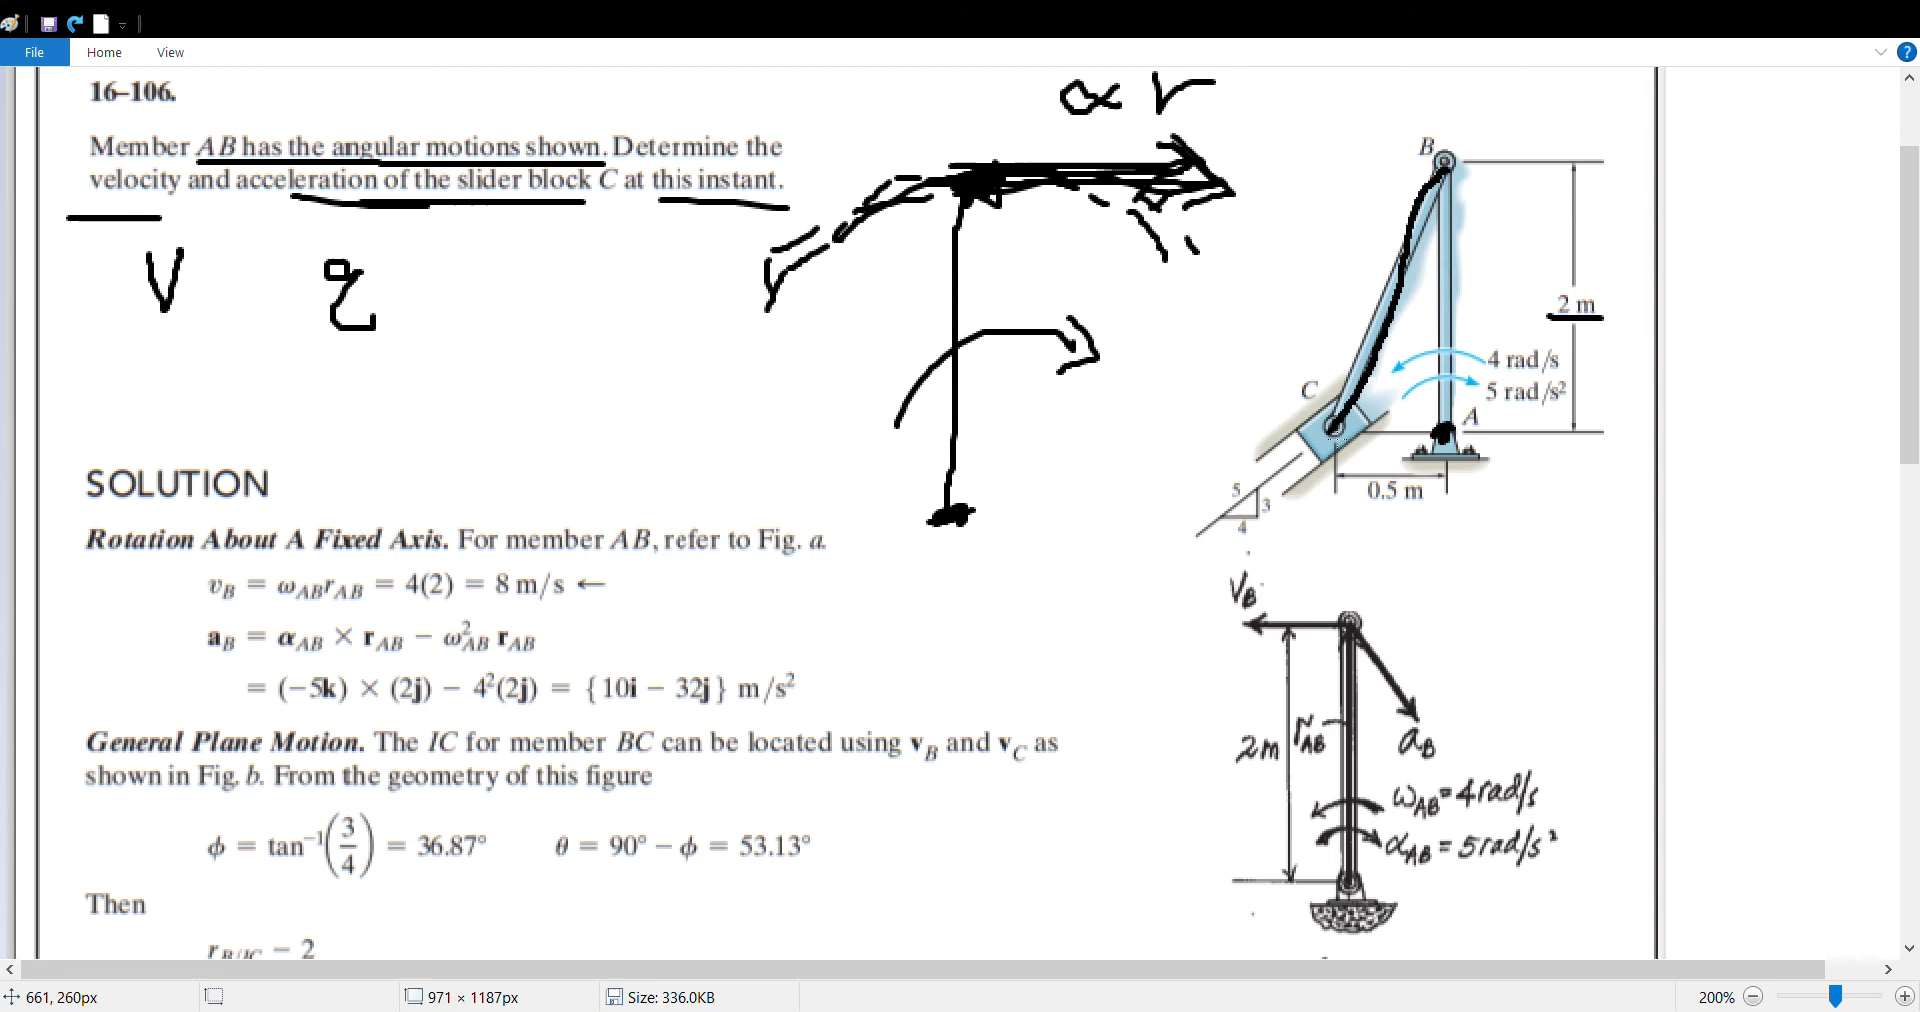 File Home View
16–106.
Member AB has the angular motions shown. Determine the
velocity and acceleration of the slider block C at this instant.
α r
V
a
B
2 m
4 rad/s
5 rad/s²
C
A
0.5 m
5
3
4
SOLUTION
Rotation About A Fixed Axis. For member AB, refer to Fig. a.
v_B = ω_AB r_AB = 4(2) = 8 m/s ←
a_B = α_AB × r_AB − ω²_AB r_AB
= (−5k) × (2j) − 4²(2j) = {10i − 32j} m/s²
General Plane Motion. The IC for member BC can be located using v_B and v_C as
shown in Fig. b. From the geometry of this figure
ϕ = tan⁻¹(3/4) = 36.87° θ = 90° − ϕ = 53.13°
Then
V_B
2m
r_AB
a_B
ω_AB = 4 rad/s
α_AB = 5 rad/s²
661, 260px
971 × 1187px
Size: 336.0KB
200%